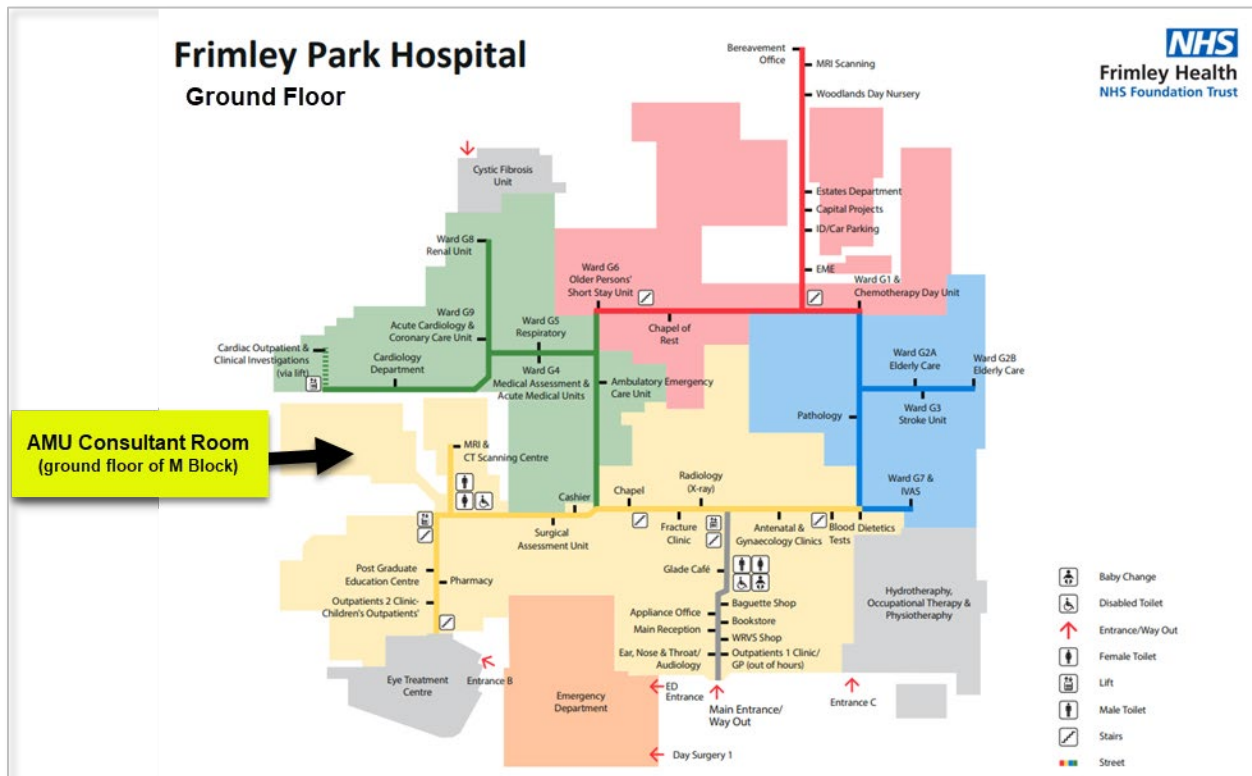 Frimley Park Hospital
Ground Floor
NHS
Frimley Health
NHS Foundation Trust
Bereavement
Office
MRI Scanning
Woodlands Day Nursery
Estates Department
Capital Projects
ID/Car Parking
EME
Ward G1 &
Chemotherapy Day Unit
Cystic Fibrosis
Unit
Ward G8
Renal Unit
Ward G6
Older Persons'
Short Stay Unit
Chapel of
Rest
Ward G9
Acute Cardiology &
Coronary Care Unit
Ward G5
Respiratory
Cardiac Outpatient &
Clinical Investigations
(via lift)
Cardiology
Department
Ward G4
Medical Assessment &
Acute Medical Units
Ambulatory Emergency
Care Unit
Ward G2A
Elderly Care
Ward G2B
Elderly Care
Ward G3
Stroke Unit
Pathology
Ward G7 &
IVAS
AMU Consultant Room
(ground floor of M Block)
MRI &
CT Scanning Centre
Cashier
Surgical
Assessment Unit
Chapel
Radiology
(X-ray)
Fracture
Clinic
Antenatal &
Gynaecology Clinics
Blood
Tests
Dietetics
Post Graduate
Education Centre
Pharmacy
Outpatients 2 Clinic-
Children's Outpatients'
Glade Café
Baguette Shop
Appliance Office
Bookstore
Main Reception
WRVS Shop
Ear, Nose & Throat/
Audiology
Outpatients 1 Clinic/
GP (out of hours)
Hydrotheraphy,
Occupational Therapy &
Physiotheraphy
Eye Treatment
Centre
Entrance B
Emergency
Department
ED
Entrance
Main Entrance/
Way Out
Entrance C
Day Surgery 1
Baby Change
Disabled Toilet
Entrance/Way Out
Female Toilet
Lift
Male Toilet
Stairs
Street